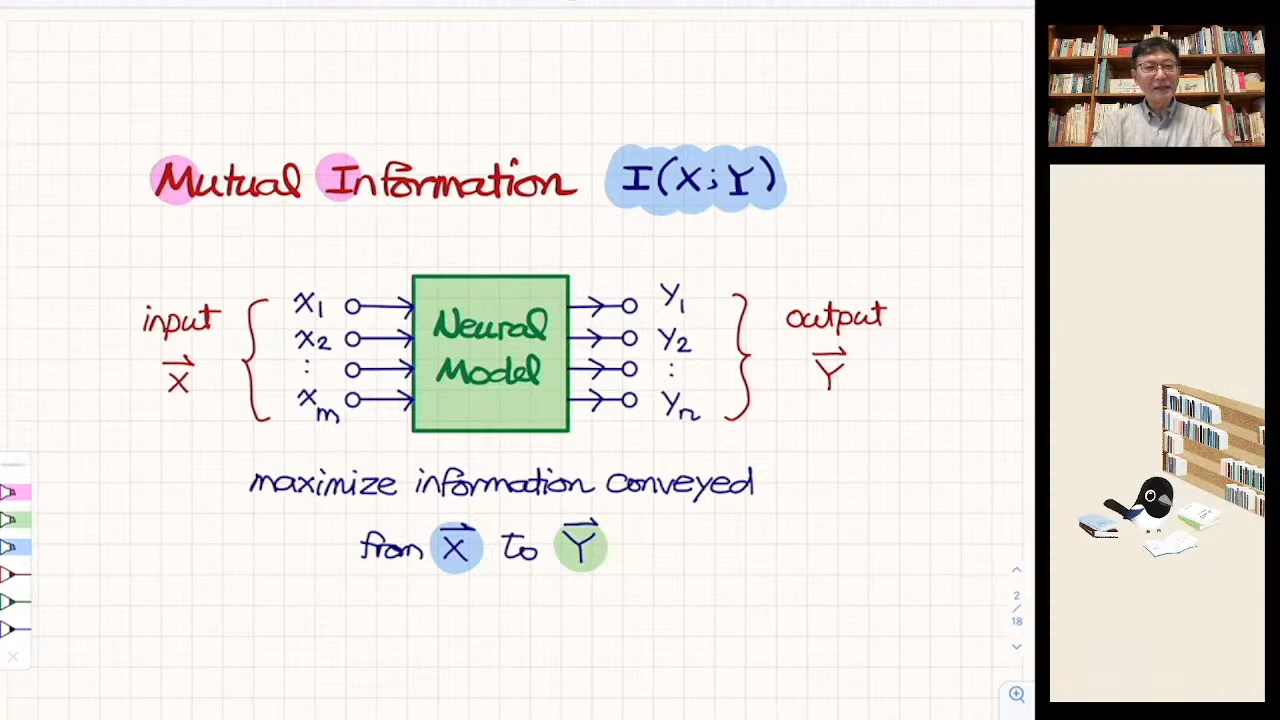 Mutual Information I(X;Y)
input X⃗
x1
x2
⋮
xm
Neural
Model
Y1
Y2
⋮
Yn
output Y⃗
maximize information conveyed
from X⃗ to Y⃗
2
/
18